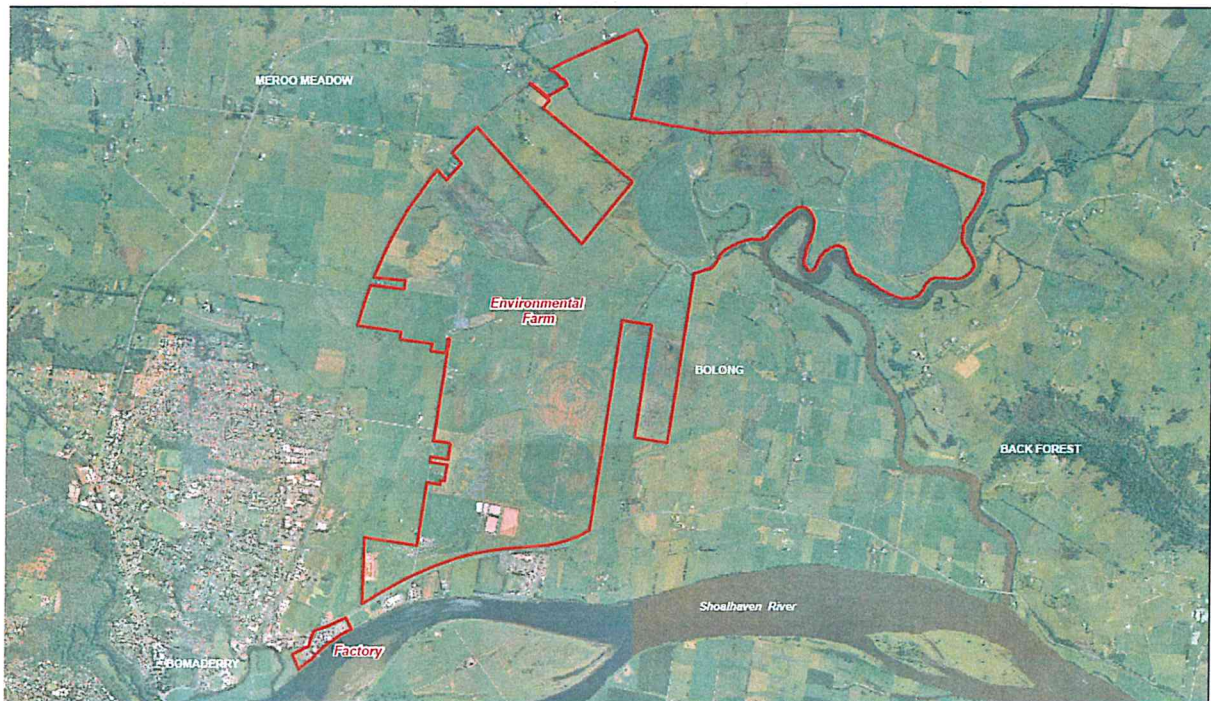 MEROO MEADOW
Environmental
Farm
BOLONG
BACK FOREST
Shoalhaven River
Factory
BOMADERRY